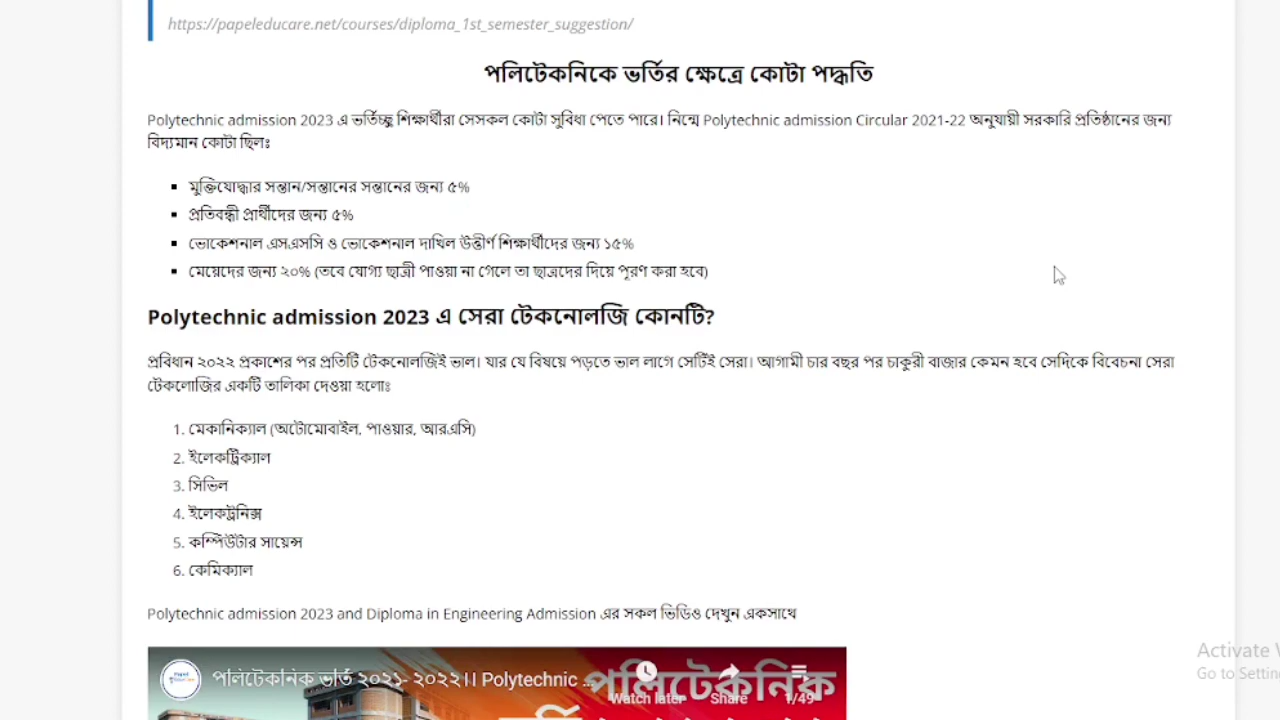 https://papeleducare.net/courses/diploma_1st_semester_suggestion/
পলিটেকনিকে ভর্তির ক্ষেত্রে কোটা পদ্ধতি
Polytechnic admission 2023 এ ভর্তিচ্ছু শিক্ষার্থীরা সেসকল কোটা সুবিধা পেতে পারে। নিম্মে Polytechnic admission Circular 2021-22 অনুযায়ী সরকারি প্রতিষ্ঠানের জন্য
বিদ্যমান কোটা ছিলঃ
▪ মুক্তিযোদ্ধার সন্তান/সন্তানের সন্তানের জন্য ৫%
▪ প্রতিবন্ধী প্রার্থীদের জন্য ৫%
▪ ভোকেশনাল এসএসসি ও ভোকেশনাল দাখিল উত্তীর্ণ শিক্ষার্থীদের জন্য ১৫%
▪ মেয়েদের জন্য ২০% (তবে যোগ্য ছাত্রী পাওয়া না গেলে তা ছাত্রদের দিয়ে পূরণ করা হবে)
Polytechnic admission 2023 এ সেরা টেকনোলজি কোনটি?
প্রবিধান ২০২২ প্রকাশের পর প্রতিটি টেকনোলজিই ভাল। যার যে বিষয়ে পড়তে ভাল লাগে সেটিই সেরা। আগামী চার বছর পর চাকুরী বাজার কেমন হবে সেদিকে বিবেচনা সেরা
টেকলোজির একটি তালিকা দেওয়া হলোঃ
1. মেকানিক্যাল (অটোমোবাইল, পাওয়ার, আরএসি)
2. ইলেকট্রিক্যাল
3. সিভিল
4. ইলেকট্রনিক্স
5. কম্পিউটার সায়েন্স
6. কেমিক্যাল
Polytechnic admission 2023 and Diploma in Engineering Admission এর সকল ভিডিও দেখুন একসাথে
পলিটেকনিক ভর্তি ২০২১- ২০২২।। Polytechnic ...
পলিটেকনিক
Watch later Share 1/49
ভর্তি
Activate
Go to Settin